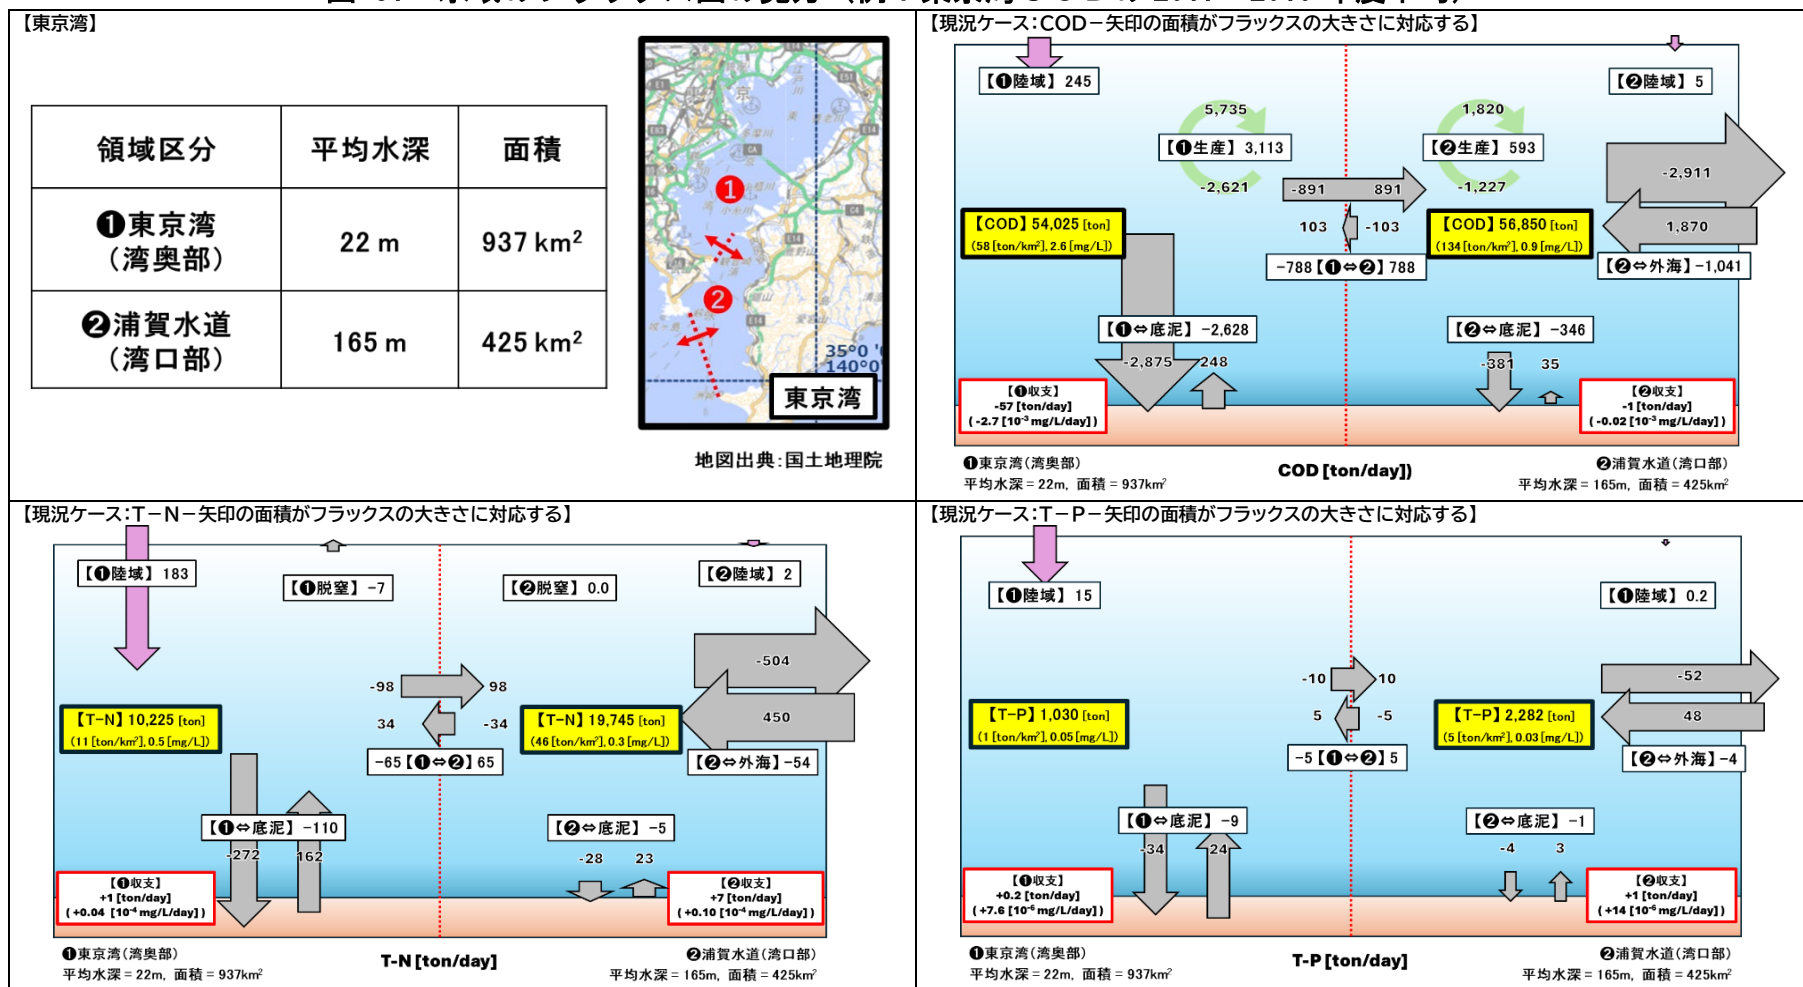 【東京湾】
領域区分 平均水深 面積
❶東京湾
(湾奥部)
22 m 937 km²
❷浦賀水道
(湾口部)
165 m 425 km²
❶
❷
35°0
140°0
東京湾
地図出典:国土地理院
【現況ケース:COD-矢印の面積がフラックスの大きさに対応する】
【❶陸域】 245
【❷陸域】 5
5,735
【❶生産】 3,113
-2,621
1,820
【❷生産】 593
-1,227
-891 891
103 -103
-788【❶⇔❷】788
-2,911
1,870
【❷⇔外海】-1,041
【COD】54,025 [ton]
(58 [ton/km²], 2.6 [mg/L])
【COD】56,850 [ton]
(134 [ton/km²], 0.9 [mg/L])
【❶⇔底泥】-2,628
-2,875 248
【❷⇔底泥】-346
-381 35
【❶収支】
-57 [ton/day]
(-2.7 [10⁻³ mg/L/day])
【❷収支】
-1 [ton/day]
(-0.02 [10⁻³ mg/L/day])
❶東京湾(湾奥部)
平均水深=22m, 面積=937km²
COD [ton/day])
❷浦賀水道(湾口部)
平均水深=165m, 面積=425km²
【現況ケース:T-N-矢印の面積がフラックスの大きさに対応する】
【❶陸域】 183
【❶脱窒】 -7
【❷脱窒】 0.0
【❷陸域】 2
-98 98
34 -34
-65【❶⇔❷】65
-504
450
【❷⇔外海】-54
【T-N】10,225 [ton]
(11 [ton/km²], 0.5 [mg/L])
【T-N】19,745 [ton]
(46 [ton/km²], 0.3 [mg/L])
【❶⇔底泥】-110
-272 162
【❷⇔底泥】-5
-28 23
【❶収支】
+1 [ton/day]
(+0.04 [10⁻⁴ mg/L/day])
【❷収支】
+7 [ton/day]
(+0.10 [10⁻⁴ mg/L/day])
❶東京湾(湾奥部)
平均水深=22m, 面積=937km²
T-N [ton/day]
❷浦賀水道(湾口部)
平均水深=165m, 面積=425km²
【現況ケース:T-P-矢印の面積がフラックスの大きさに対応する】
【❶陸域】 15
【❶陸域】 0.2
-10 10
5 -5
-5【❶⇔❷】5
-52
48
【❷⇔外海】-4
【T-P】1,030 [ton]
(1 [ton/km²], 0.05 [mg/L])
【T-P】2,282 [ton]
(5 [ton/km²], 0.03 [mg/L])
【❶⇔底泥】-9
-34 24
【❷⇔底泥】-1
-4 3
【❶収支】
+0.2 [ton/day]
(+7.6 [10⁻⁶ mg/L/day])
【❷収支】
+1 [ton/day]
(+14 [10⁻⁶ mg/L/day])
❶東京湾(湾奥部)
平均水深=22m, 面積=937km²
T-P [ton/day]
❷浦賀水道(湾口部)
平均水深=165m, 面積=425km²